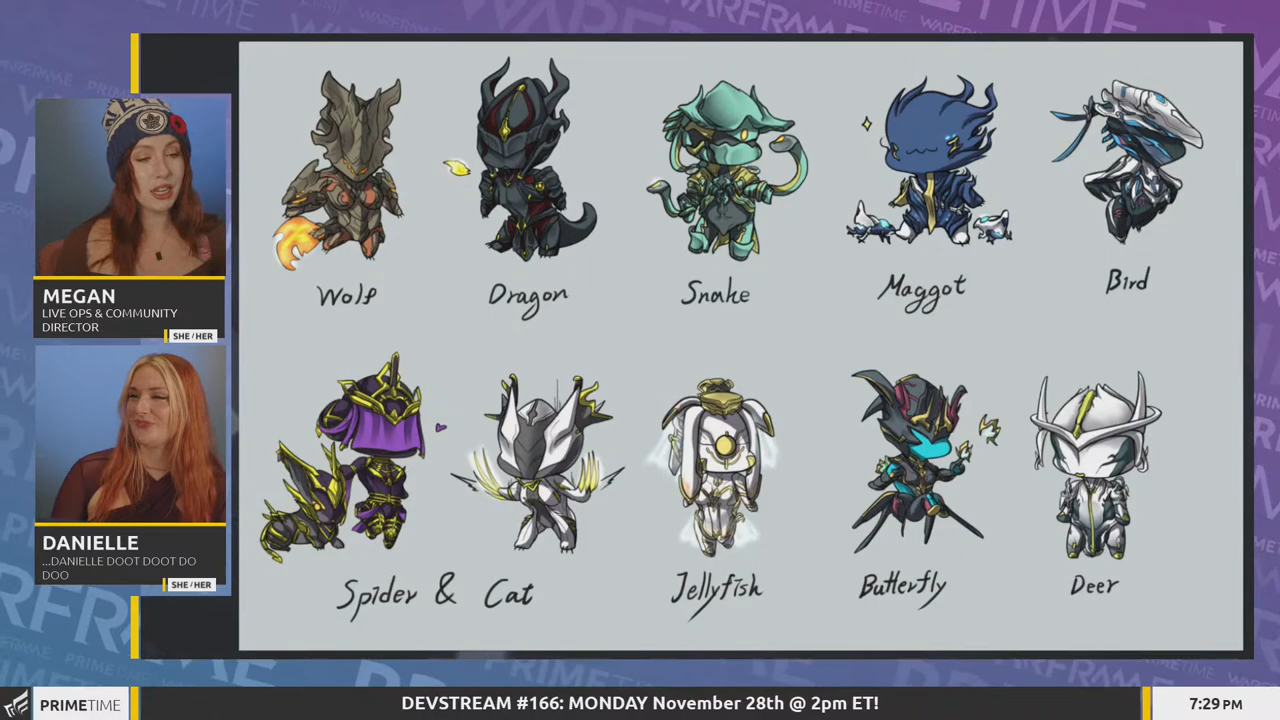 MEGAN
LIVE OPS & COMMUNITY
DIRECTOR
SHE/HER
DANIELLE
...DANIELLE DOOT DOOT DO
DOO
SHE/HER
Wolf
Dragon
Snake
Maggot
Bird
Spider & Cat
Jellyfish
Butterfly
Deer
PRIMETIME
DEVSTREAM #166: MONDAY November 28th @ 2pm ET!
7:29 PM